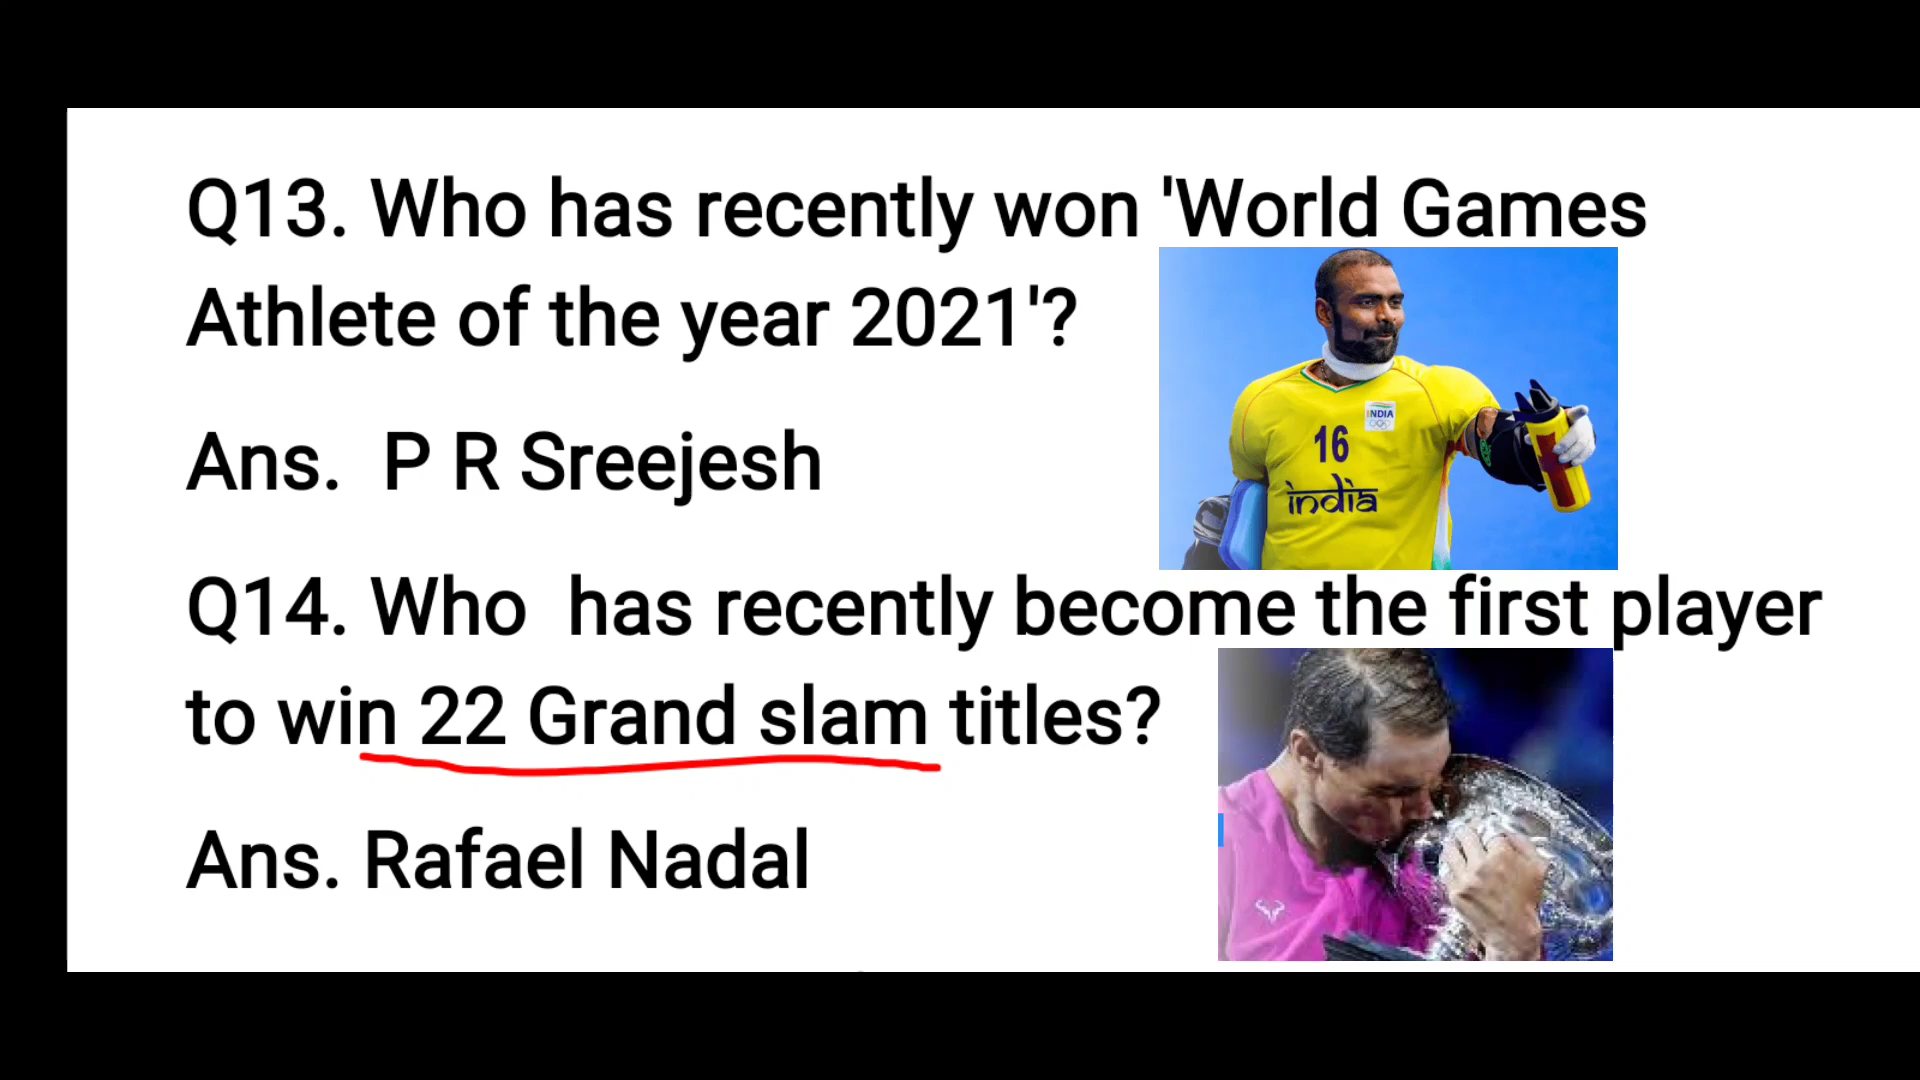 Q13. Who has recently won 'World Games
Athlete of the year 2021'?
INDIA
16
india
Ans.  P R Sreejesh
Q14. Who  has recently become the first player
to win 22 Grand slam titles?
Ans. Rafael Nadal